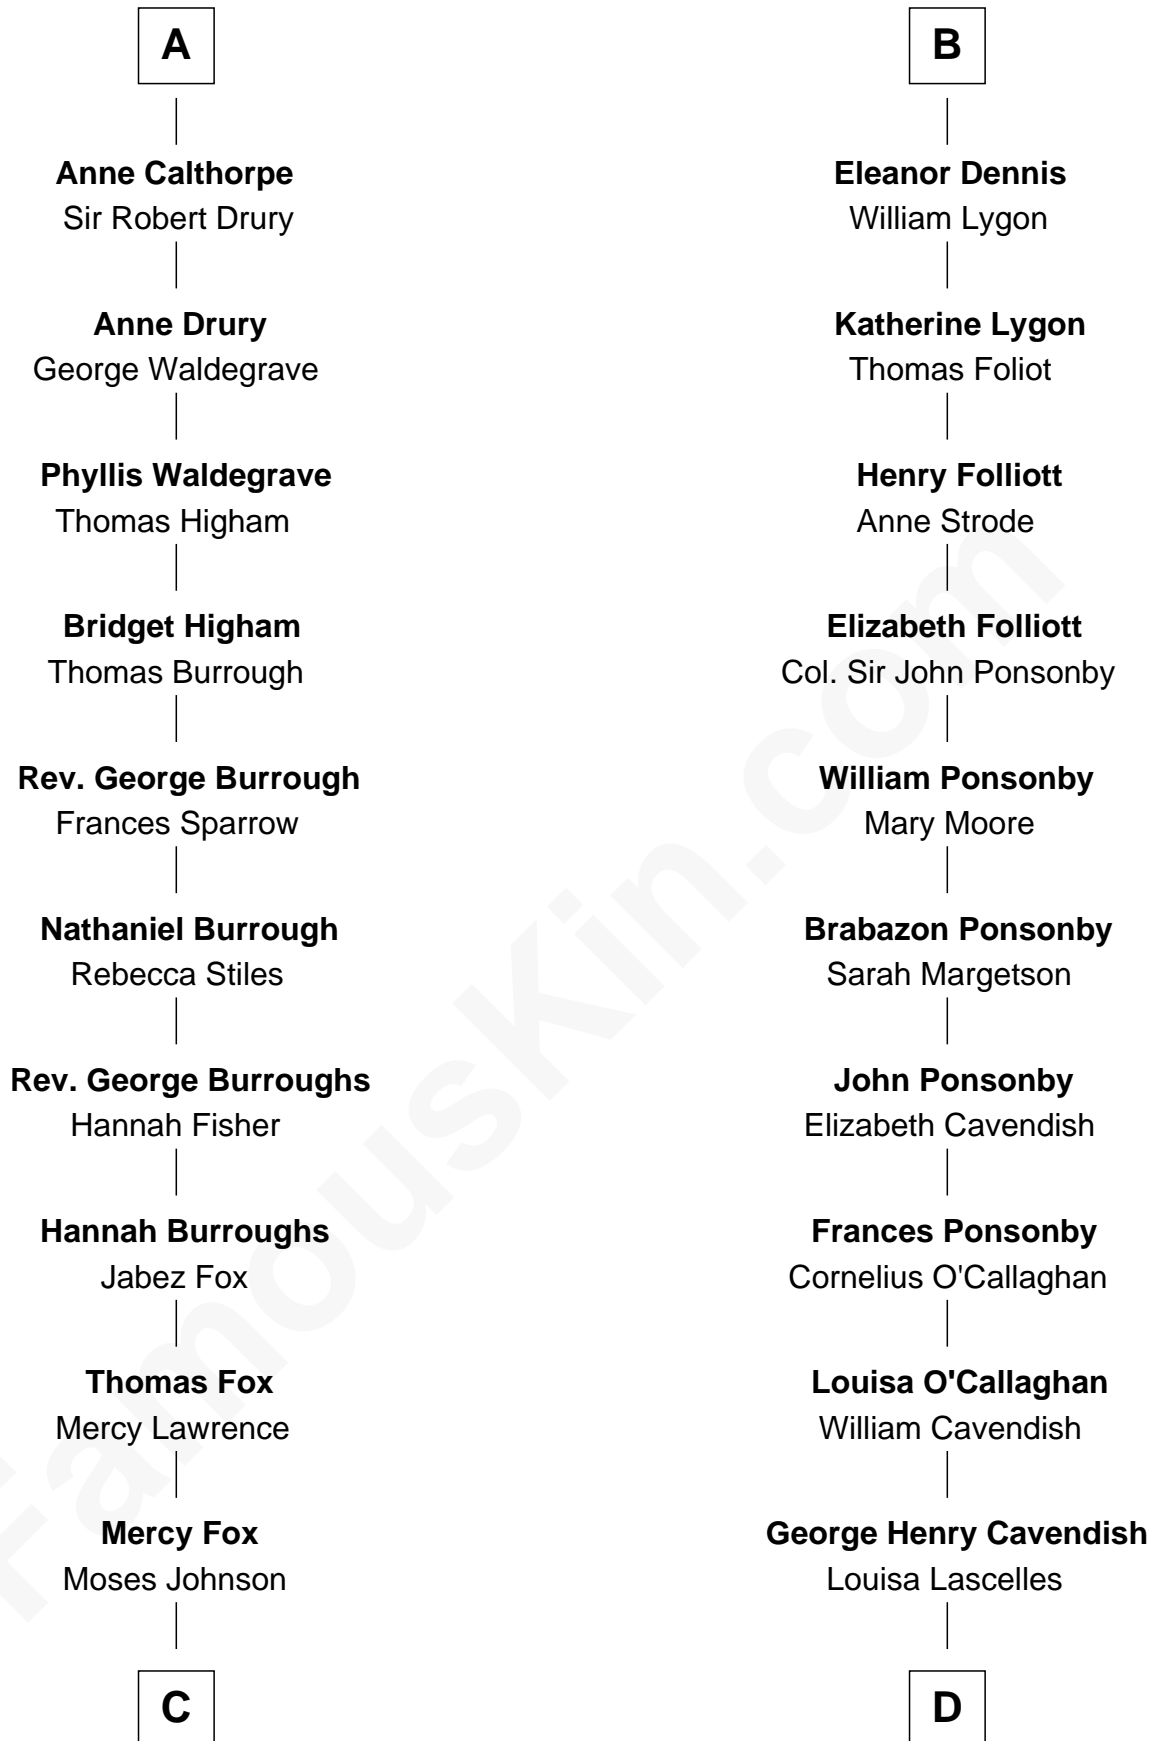 A
Anne Calthorpe
Sir Robert Drury
Anne Drury
George Waldegrave
Phyllis Waldegrave
Thomas Higham
Bridget Higham
Thomas Burrough
Rev. George Burrough
Frances Sparrow
Nathaniel Burrough
Rebecca Stiles
Rev. George Burroughs
Hannah Fisher
Hannah Burroughs
Jabez Fox
Thomas Fox
Mercy Lawrence
Mercy Fox
Moses Johnson
C
B
Eleanor Dennis
William Lygon
Katherine Lygon
Thomas Foliot
Henry Folliott
Anne Strode
Elizabeth Folliott
Col. Sir John Ponsonby
William Ponsonby
Mary Moore
Brabazon Ponsonby
Sarah Margetson
John Ponsonby
Elizabeth Cavendish
Frances Ponsonby
Cornelius O'Callaghan
Louisa O'Callaghan
William Cavendish
George Henry Cavendish
Louisa Lascelles
D
FamousKin.com